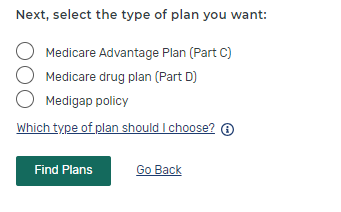 Next, select the type of plan you want:
Medicare Advantage Plan (Part C)
Medicare drug plan (Part D)
Medigap policy
Which type of plan should I choose?
Find Plans Go Back